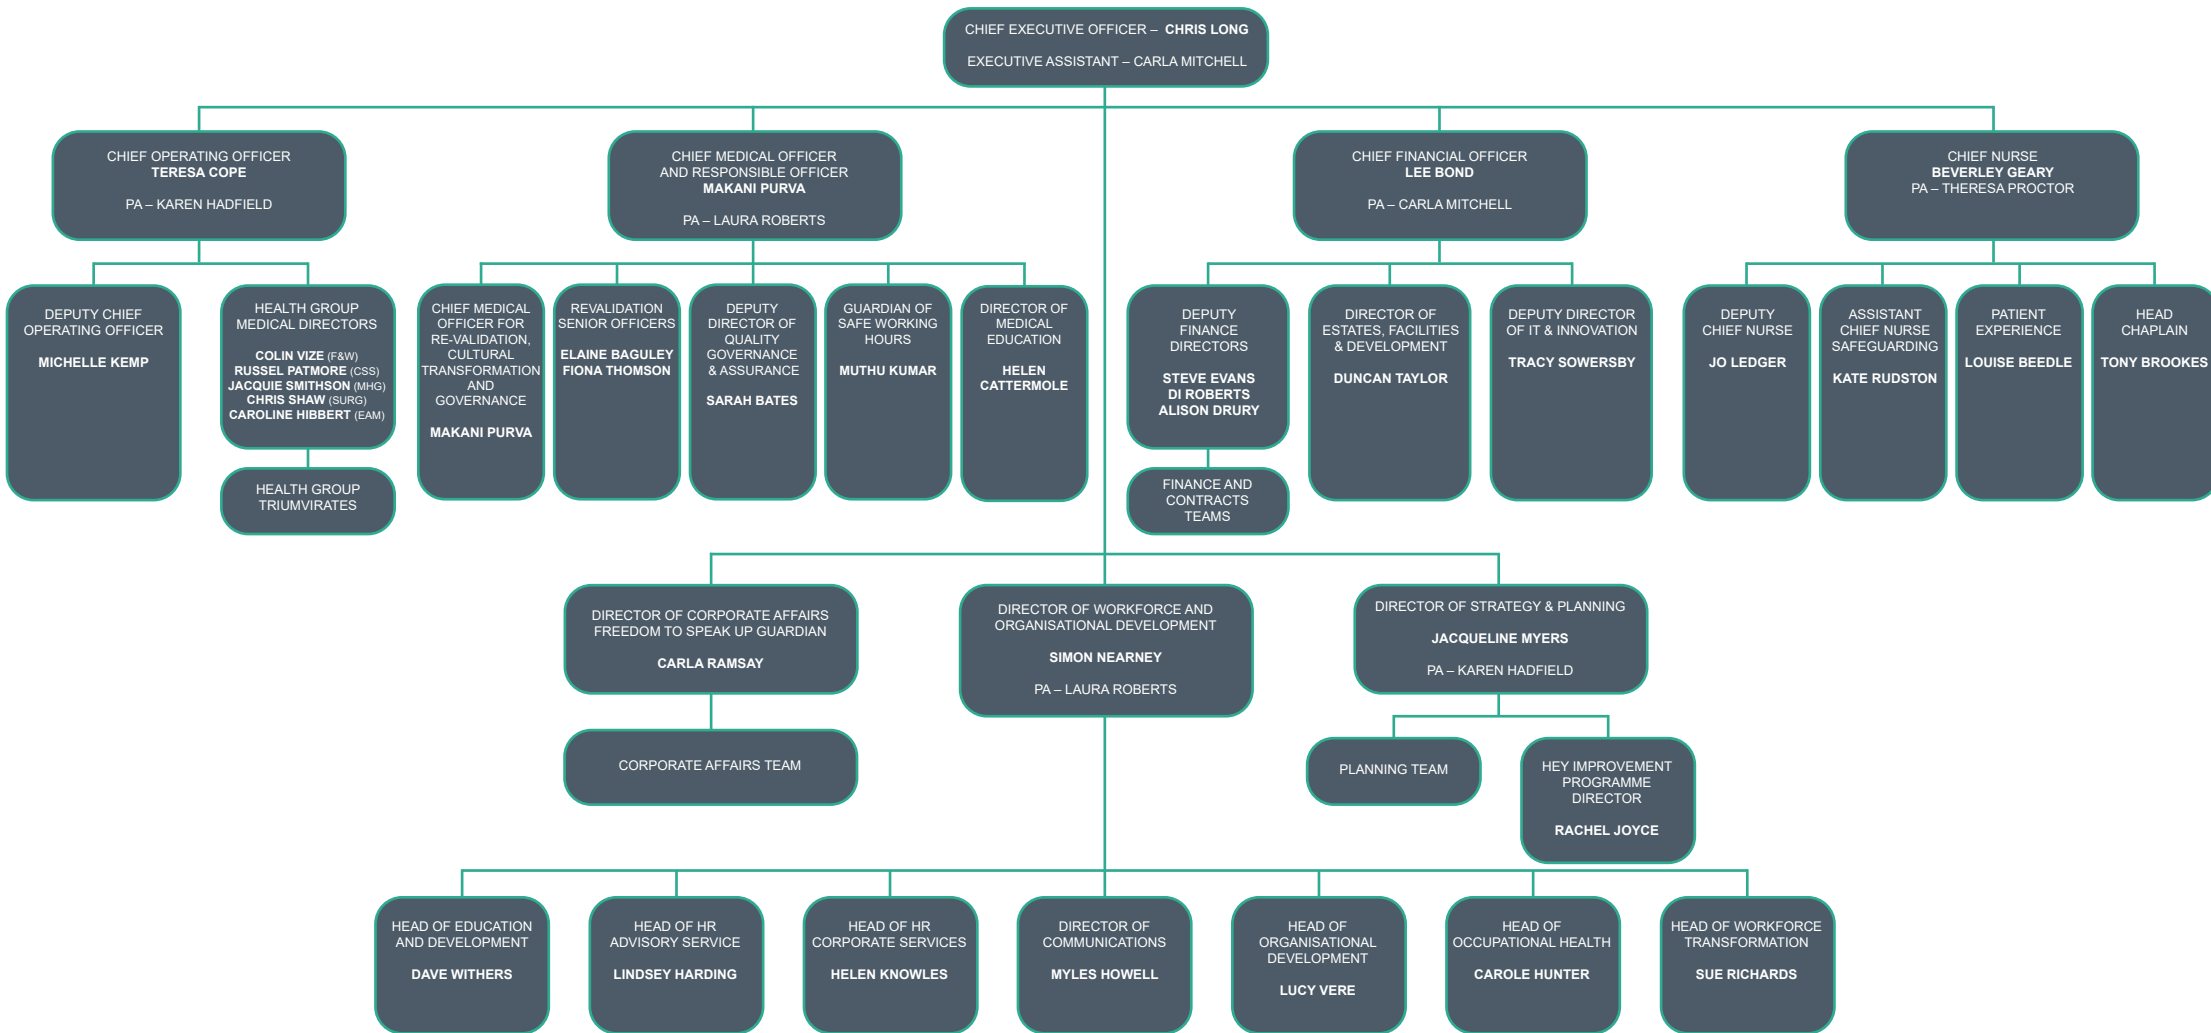 CHIEF EXECUTIVE OFFICER – CHRIS LONG
EXECUTIVE ASSISTANT – CARLA MITCHELL
CHIEF OPERATING OFFICER
TERESA COPE
PA – KAREN HADFIELD
CHIEF MEDICAL OFFICER
AND RESPONSIBLE OFFICER
MAKANI PURVA
PA – LAURA ROBERTS
CHIEF FINANCIAL OFFICER
LEE BOND
PA – CARLA MITCHELL
CHIEF NURSE
BEVERLEY GEARY
PA – THERESA PROCTOR
DEPUTY CHIEF
OPERATING OFFICER
MICHELLE KEMP
HEALTH GROUP
MEDICAL DIRECTORS
COLIN VIZE (F&W)
RUSSEL PATMORE (CSS)
JACQUIE SMITHSON (MHG)
CHRIS SHAW (SURG)
CAROLINE HIBBERT (EAM)
HEALTH GROUP
TRIUMVIRATES
CHIEF MEDICAL
OFFICER FOR
RE-VALIDATION,
CULTURAL
TRANSFORMATION
AND
GOVERNANCE
MAKANI PURVA
REVALIDATION
SENIOR OFFICERS
ELAINE BAGULEY
FIONA THOMSON
DEPUTY
DIRECTOR OF
QUALITY
GOVERNANCE
& ASSURANCE
SARAH BATES
GUARDIAN OF
SAFE WORKING
HOURS
MUTHU KUMAR
DIRECTOR OF
MEDICAL
EDUCATION
HELEN
CATTERMOLE
DEPUTY
FINANCE
DIRECTORS
STEVE EVANS
DI ROBERTS
ALISON DRURY
FINANCE AND
CONTRACTS
TEAMS
DIRECTOR OF
ESTATES, FACILITIES
& DEVELOPMENT
DUNCAN TAYLOR
DEPUTY DIRECTOR
OF IT & INNOVATION
TRACY SOWERSBY
DEPUTY
CHIEF NURSE
JO LEDGER
ASSISTANT
CHIEF NURSE
SAFEGUARDING
KATE RUDSTON
PATIENT
EXPERIENCE
LOUISE BEEDLE
HEAD
CHAPLAIN
TONY BROOKES
DIRECTOR OF CORPORATE AFFAIRS
FREEDOM TO SPEAK UP GUARDIAN
CARLA RAMSAY
CORPORATE AFFAIRS TEAM
DIRECTOR OF WORKFORCE AND
ORGANISATIONAL DEVELOPMENT
SIMON NEARNEY
PA – LAURA ROBERTS
DIRECTOR OF STRATEGY & PLANNING
JACQUELINE MYERS
PA – KAREN HADFIELD
PLANNING TEAM
HEY IMPROVEMENT
PROGRAMME
DIRECTOR
RACHEL JOYCE
HEAD OF EDUCATION
AND DEVELOPMENT
DAVE WITHERS
HEAD OF HR
ADVISORY SERVICE
LINDSEY HARDING
HEAD OF HR
CORPORATE SERVICES
HELEN KNOWLES
DIRECTOR OF
COMMUNICATIONS
MYLES HOWELL
HEAD OF
ORGANISATIONAL
DEVELOPMENT
LUCY VERE
HEAD OF
OCCUPATIONAL HEALTH
CAROLE HUNTER
HEAD OF WORKFORCE
TRANSFORMATION
SUE RICHARDS